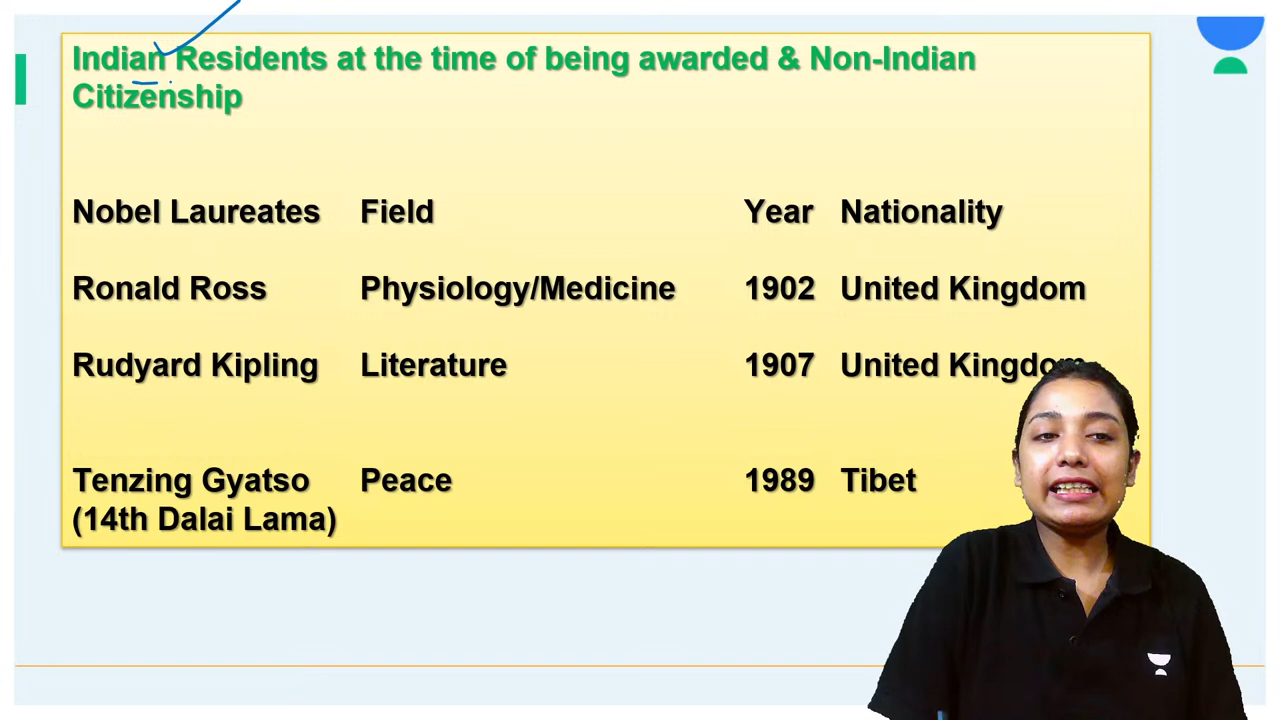 Indian Residents at the time of being awarded & Non-Indian
Citizenship
Nobel Laureates Field Year Nationality
Ronald Ross Physiology/Medicine 1902 United Kingdom
Rudyard Kipling Literature 1907 United Kingdom
Tenzing Gyatso Peace 1989 Tibet
(14th Dalai Lama)